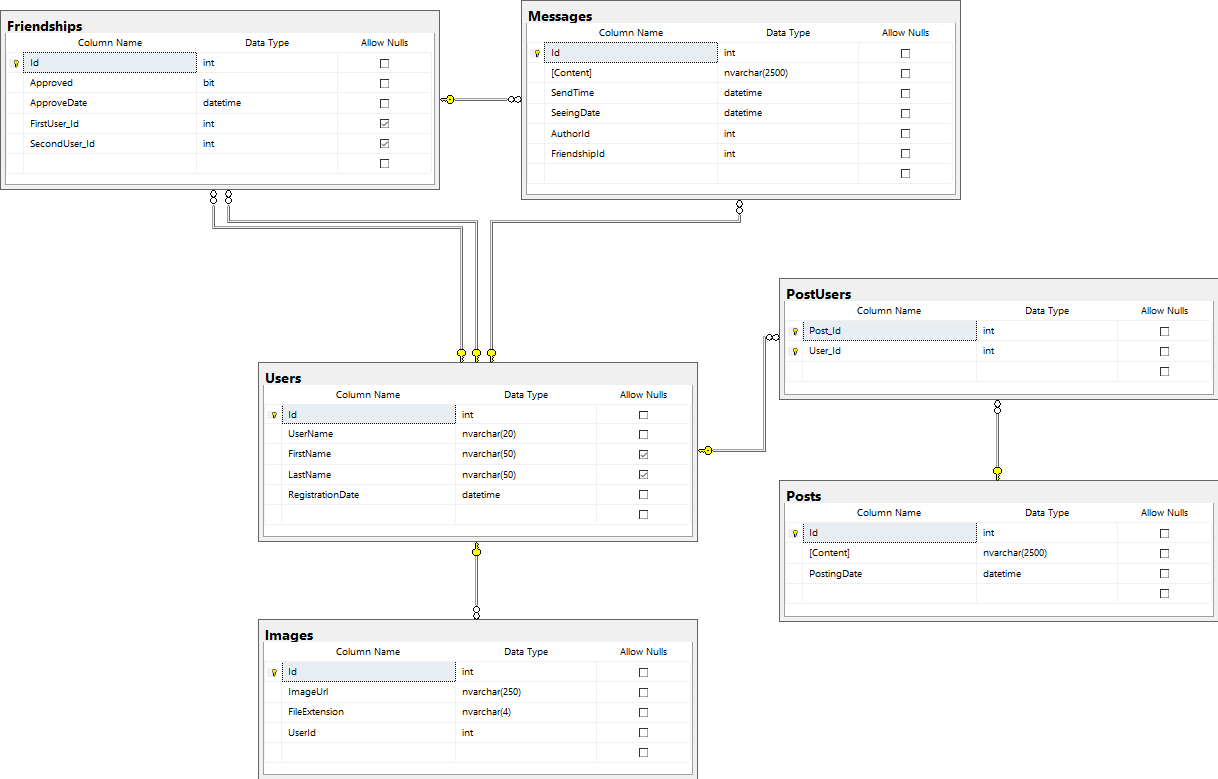 Friendships
Column Name Data Type Allow Nulls
Id int
Approved bit
ApproveDate datetime
FirstUser_Id int
SecondUser_Id int
Messages
Column Name Data Type Allow Nulls
Id int
[Content] nvarchar(2500)
SendTime datetime
SeeingDate datetime
AuthorId int
FriendshipId int
PostUsers
Column Name Data Type Allow Nulls
Post_Id int
User_Id int
Users
Column Name Data Type Allow Nulls
Id int
UserName nvarchar(20)
FirstName nvarchar(50)
LastName nvarchar(50)
RegistrationDate datetime
Posts
Column Name Data Type Allow Nulls
Id int
[Content] nvarchar(2500)
PostingDate datetime
Images
Column Name Data Type Allow Nulls
Id int
ImageUrl nvarchar(250)
FileExtension nvarchar(4)
UserId int